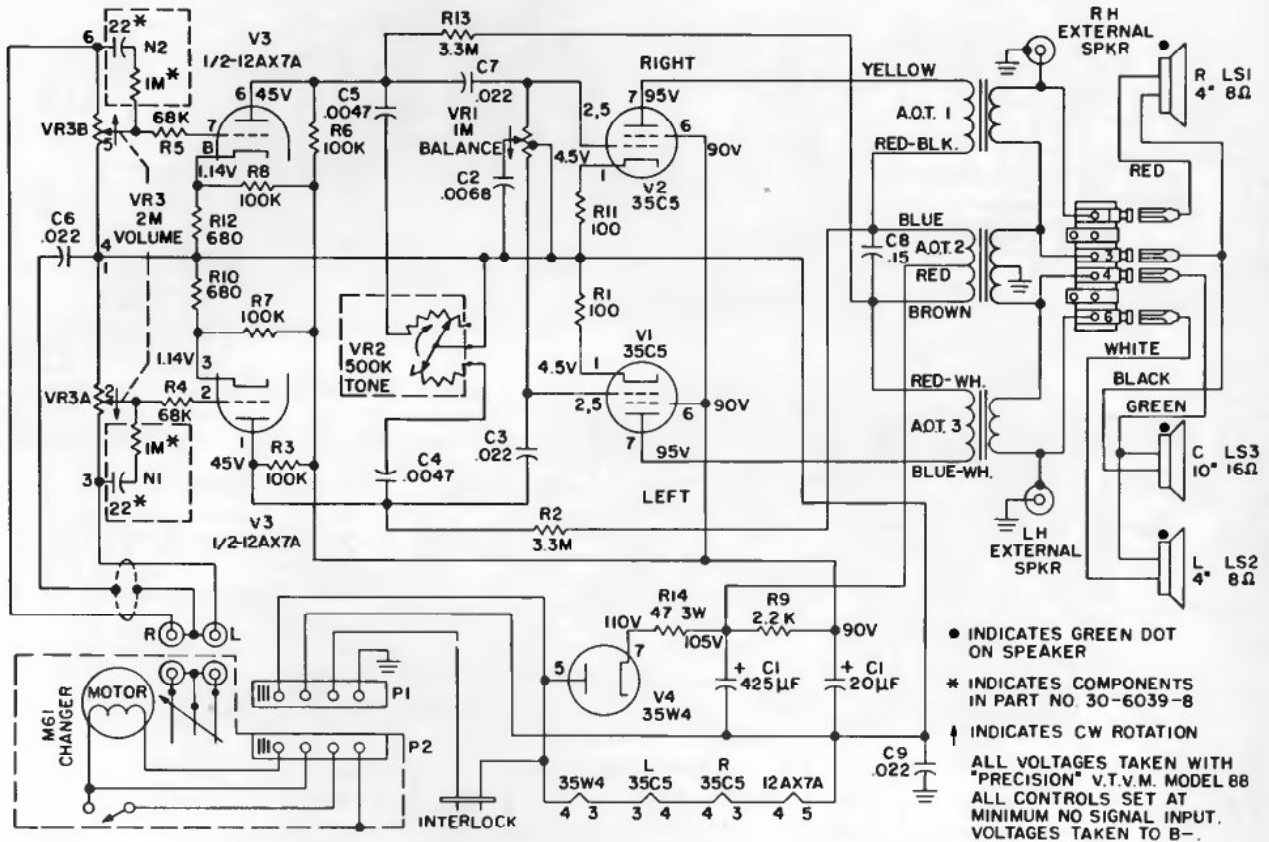 22*
6
N2
1M*
VR3B
5
68K
R5
V3
1/2-12AX7A
6
45V
7
8
1.14V
R8
100K
R12
680
R6
100K
R13
3.3M
C5
.0047
C7
.022
VR1
1M
BALANCE
C2
.0068
RIGHT
2,5
7
95V
6
90V
4.5V
1
V2
35C5
R11
100
YELLOW
A.O.T. 1
RED-BLK.
BLUE
C8
.15
A.O.T. 2
RED
BROWN
RED-WH.
A.O.T. 3
BLUE-WH.
RH
EXTERNAL
SPKR
R LS1
4" 8Ω
RED
3
4
6
WHITE
BLACK
GREEN
C LS3
10" 16Ω
L LS2
4" 8Ω
LH
EXTERNAL
SPKR
C6
.022
4
1
VR3
2M
VOLUME
R10
680
R7
100K
1.14V
3
VR3A
2
R4
68K
2
1M*
N1
22*
3
1
45V
R3
100K
V3
1/2-12AX7A
VR2
500K
TONE
C4
.0047
C3
.022
R1
100
V1
35C5
4.5V
1
2,5
6
90V
7
95V
LEFT
R2
3.3M
R
L
M61
CHANGER
MOTOR
P1
P2
INTERLOCK
110V
5
7
V4
35W4
R14
47 3W
105V
R9
2.2K
90V
+ C1
425µF
+ C1
20µF
C9
.022
35W4
4 3
L
35C5
3 4
R
35C5
4 3
12AX7A
4 5
● INDICATES GREEN DOT
ON SPEAKER
* INDICATES COMPONENTS
IN PART NO. 30-6039-8
↑ INDICATES CW ROTATION
ALL VOLTAGES TAKEN WITH
"PRECISION" V.T.V.M. MODEL 88
ALL CONTROLS SET AT
MINIMUM NO SIGNAL INPUT.
VOLTAGES TAKEN TO B-.